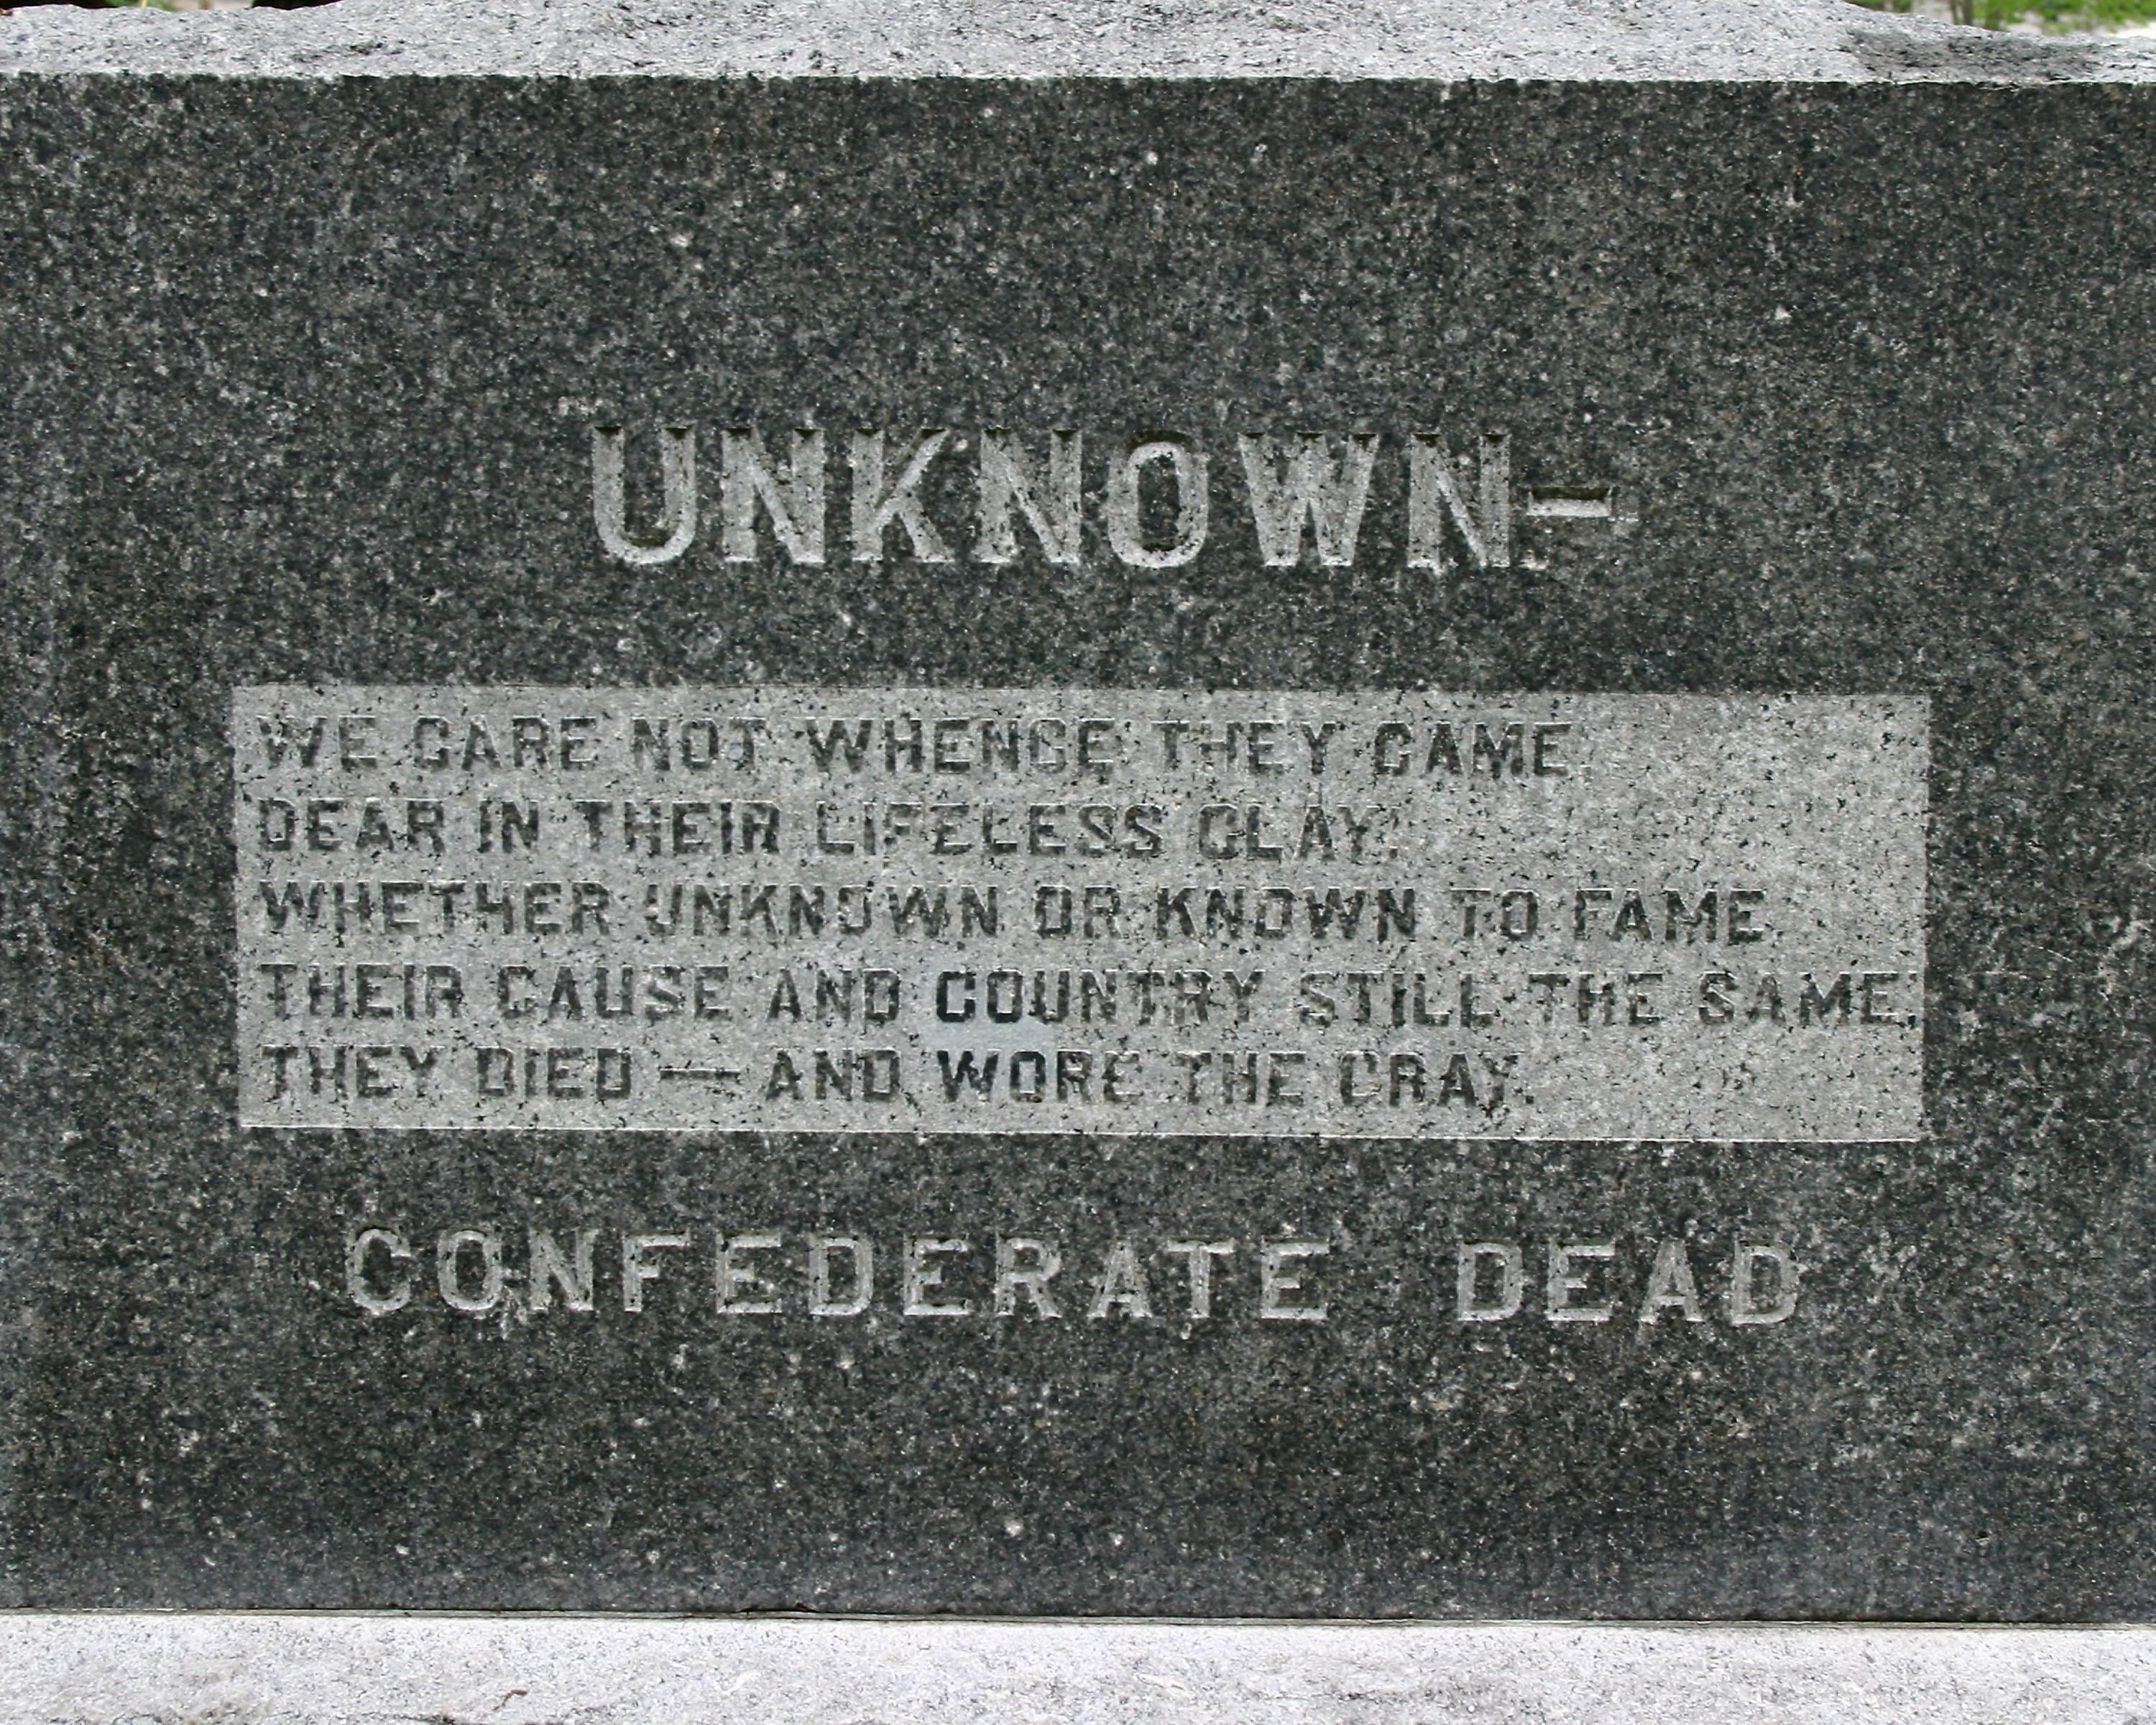 UNKNOWN—
WE CARE NOT WHENCE THEY CAME,
DEAR IN THEIR LIFELESS CLAY,
WHETHER UNKNOWN OR KNOWN TO FAME,
THEIR CAUSE AND COUNTRY STILL THE SAME,
THEY DIED — AND WORE THE GRAY.
CONFEDERATE DEAD